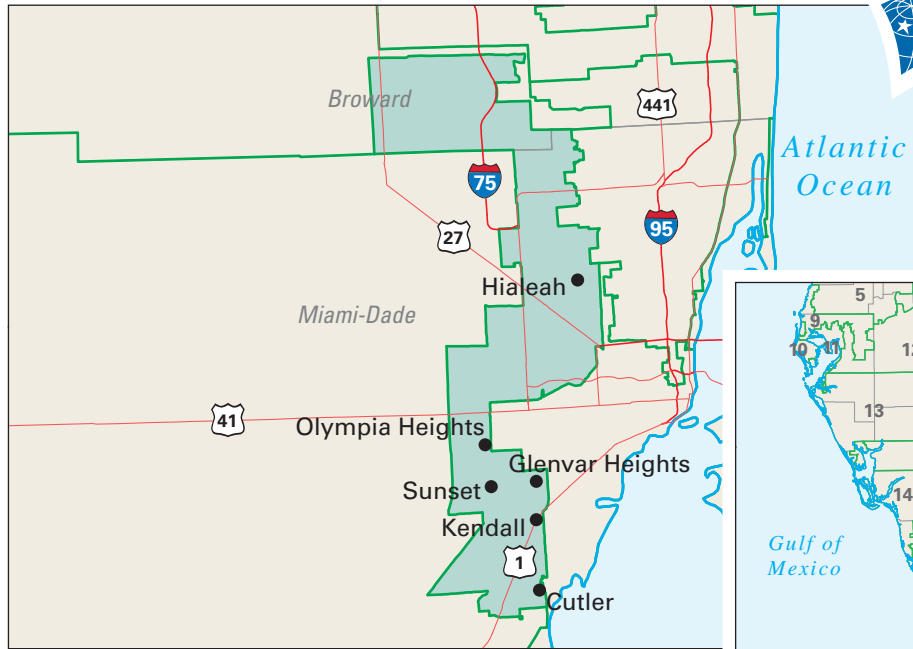 Broward
441
Atlantic
Ocean
75
95
27
Hialeah
Miami-Dade
5
9
10
11
13
41
Olympia Heights
Glenvar Heights
Sunset
14
Kendall
Gulf of
Mexico
1
Cutler